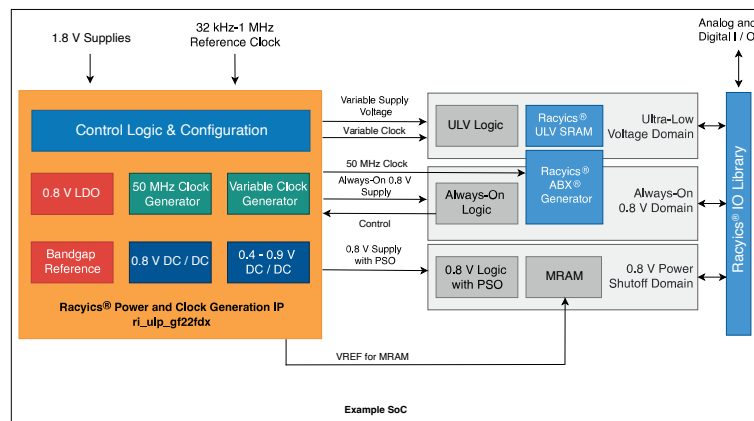 1.8 V Supplies
32 kHz-1 MHz
Reference Clock
Analog and
Digital I / O
Control Logic & Configuration
0.8 V LDO
50 MHz Clock
Generator
Variable Clock
Generator
Bandgap
Reference
0.8 V DC / DC
0.4 - 0.9 V
DC / DC
Racyics® Power and Clock Generation IP
ri_ulp_gf22fdx
Variable Supply
Voltage
Variable Clock
50 MHz Clock
Always-On 0.8 V
Supply
Control
0,8 V Supply
with PSO
VREF for MRAM
ULV Logic
Racyics®
ULV SRAM
Ultra-Low
Voltage Domain
Racyics®
ABX®
Generator
Always-On
Logic
Always-On
0.8 V Domain
0.8 V Logic
with PSO
MRAM
0.8 V Power
Shutoff Domain
Racyics® IO Library
Example SoC